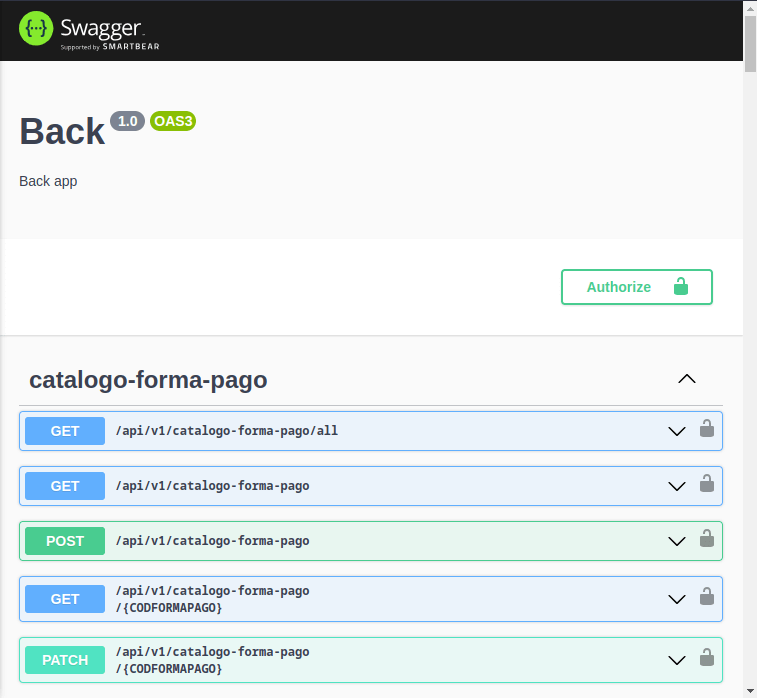 {···} Swagger
Supported by SMARTBEAR
Back 1.0 OAS3
Back app
Authorize
catalogo-forma-pago
GET /api/v1/catalogo-forma-pago/all
GET /api/v1/catalogo-forma-pago
POST /api/v1/catalogo-forma-pago
GET /api/v1/catalogo-forma-pago
/{CODFORMAPAGO}
PATCH /api/v1/catalogo-forma-pago
/{CODFORMAPAGO}